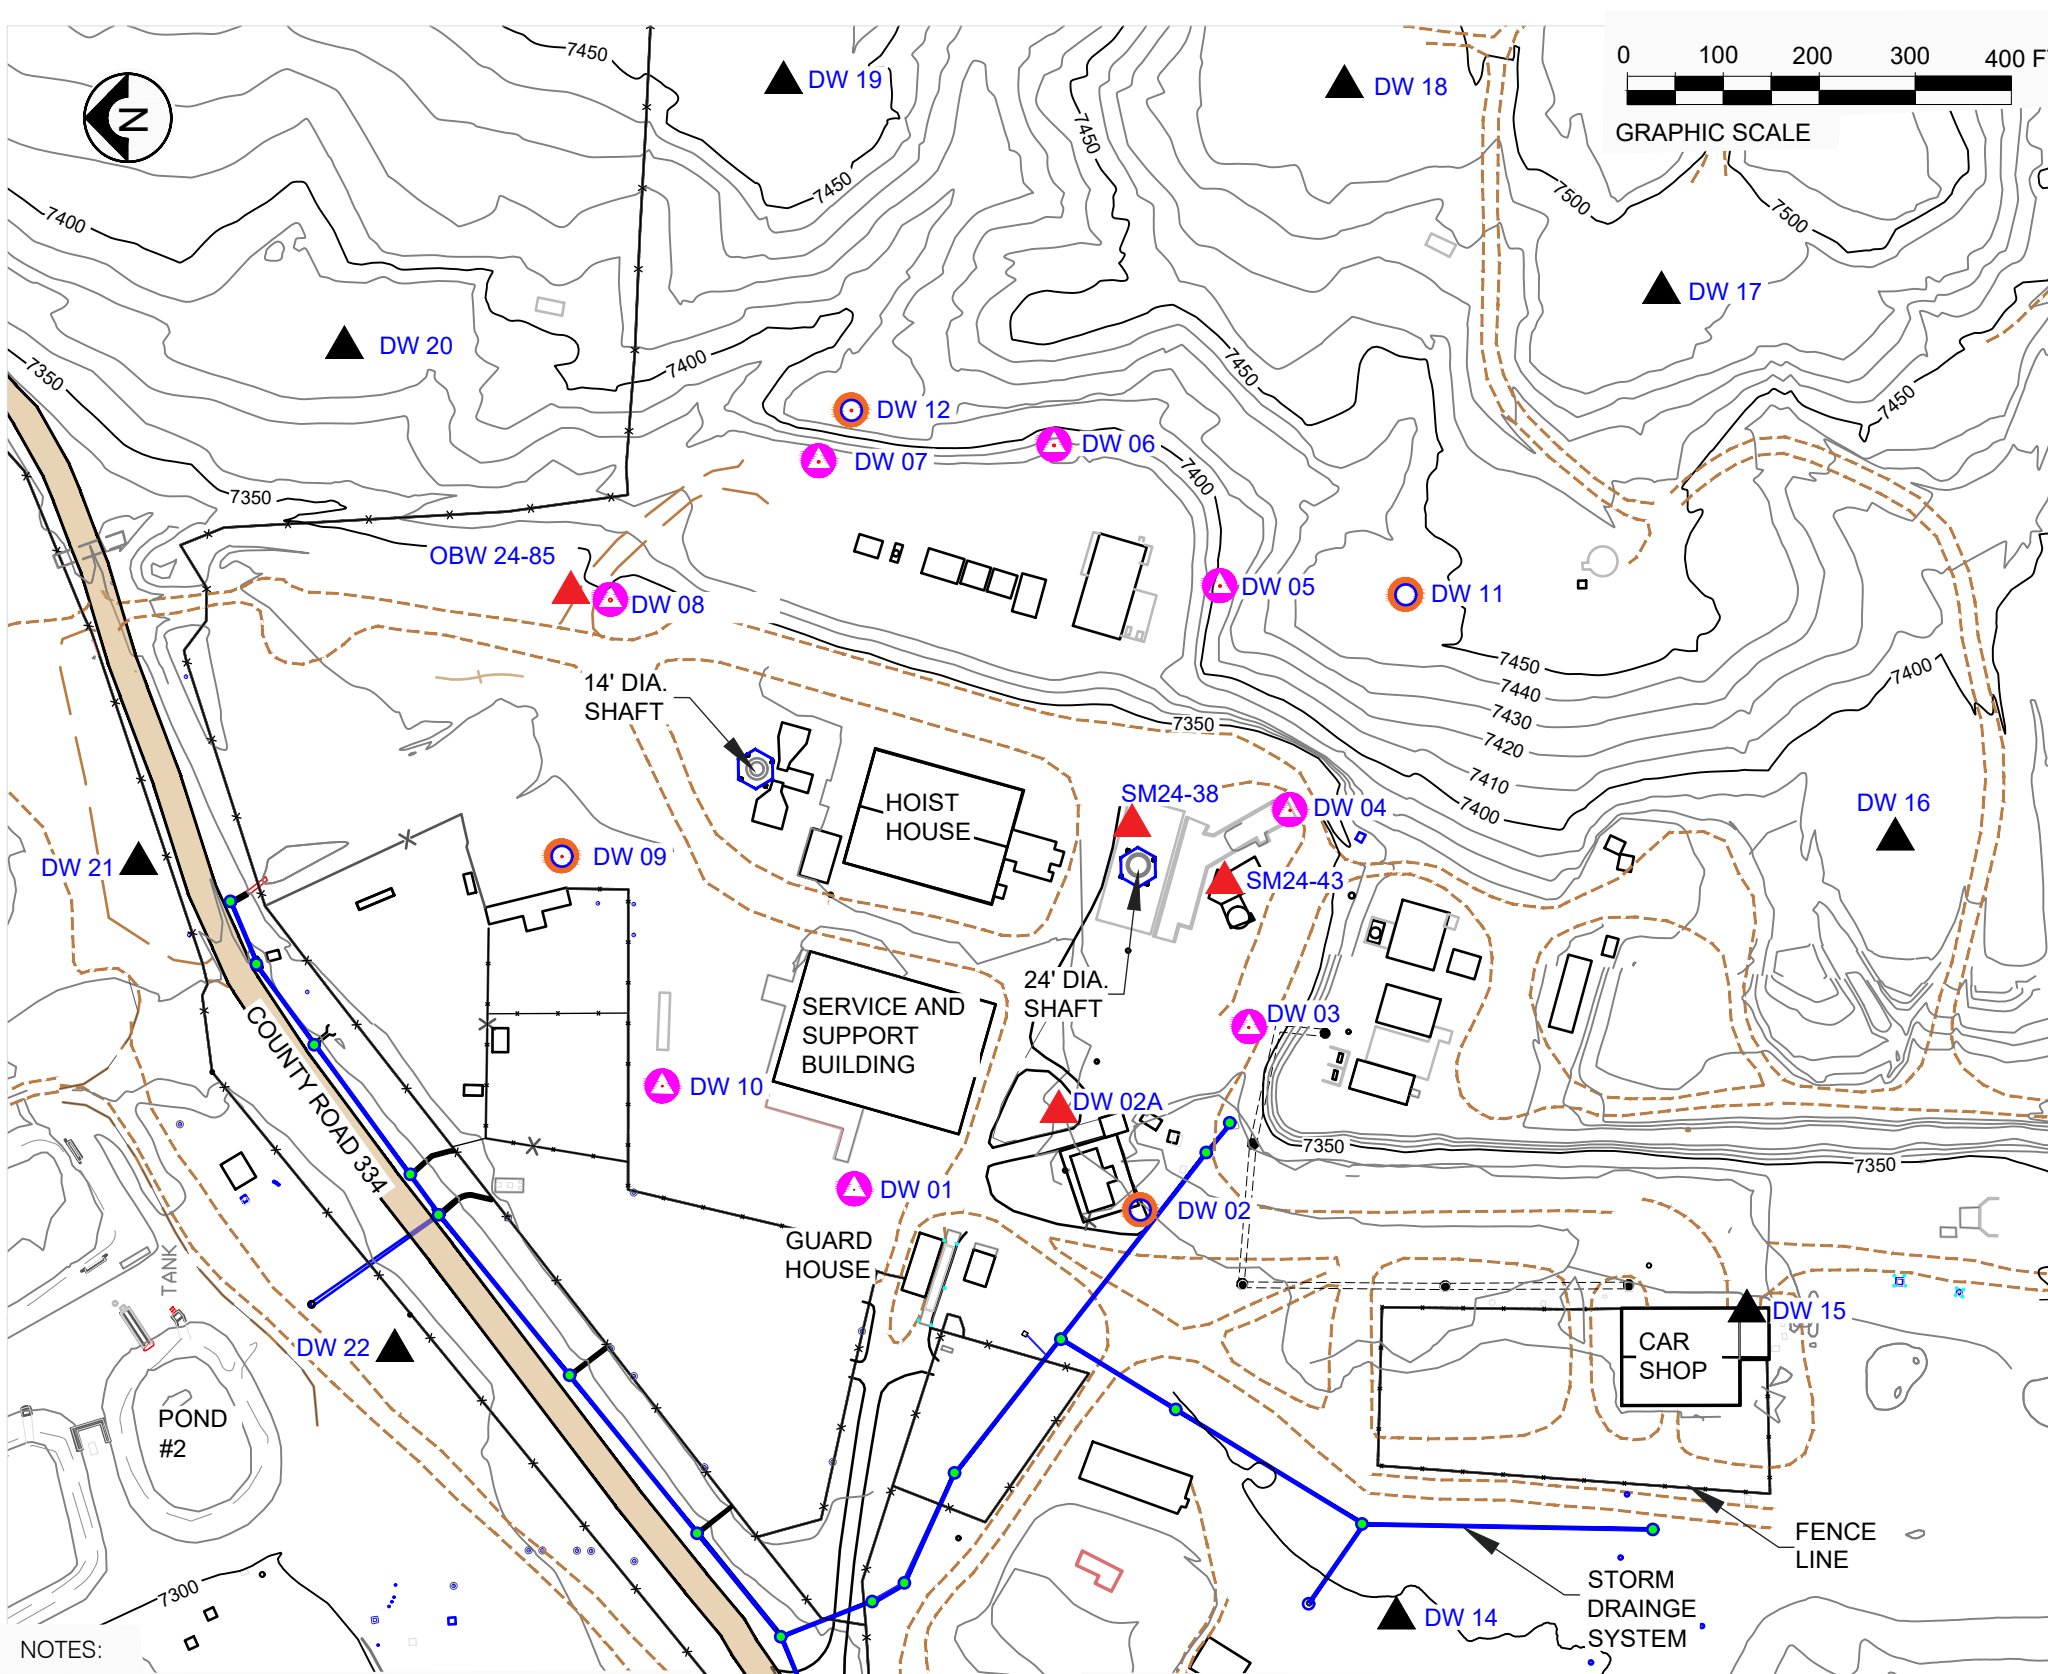 7450
DW 19
DW 18
0 100 200 300 400 F
GRAPHIC SCALE
N
7450
7450
7400
7500
7500
DW 17
DW 20
7350
7400
7450
7450
DW 12
DW 06
DW 07
7400
7350
OBW 24-85
DW 08
DW 05
DW 11
7450
7440
7430
7420
7410
7400
7400
14' DIA.
SHAFT
7350
HOIST
HOUSE
SM24-38
DW 04
DW 16
DW 21
DW 09
SM24-43
24' DIA.
SHAFT
SERVICE AND
SUPPORT
BUILDING
DW 03
COUNTY ROAD 334
DW 10
DW 02A
7350
7350
DW 01
DW 02
GUARD
HOUSE
TANK
DW 22
DW 15
CAR
SHOP
POND
#2
FENCE
LINE
STORM
DRAINGE
SYSTEM
7300
DW 14
NOTES: